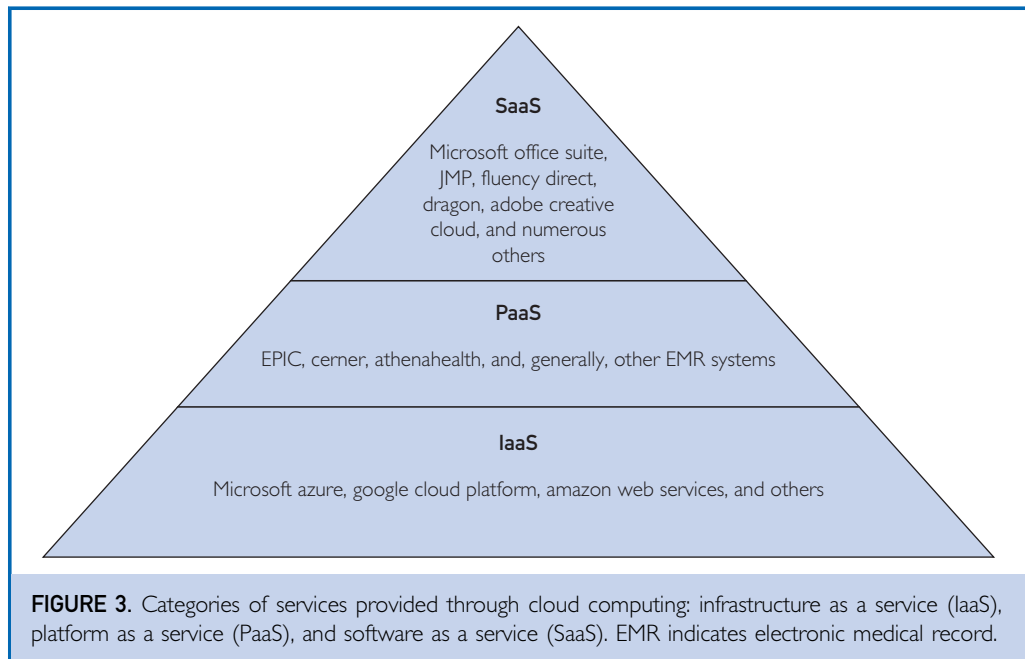 SaaS
Microsoft office suite,
JMP, fluency direct,
dragon, adobe creative
cloud, and numerous
others
PaaS
EPIC, cerner, athenahealth, and, generally, other EMR systems
IaaS
Microsoft azure, google cloud platform, amazon web services, and others
FIGURE 3. Categories of services provided through cloud computing: infrastructure as a service (IaaS),
platform as a service (PaaS), and software as a service (SaaS). EMR indicates electronic medical record.